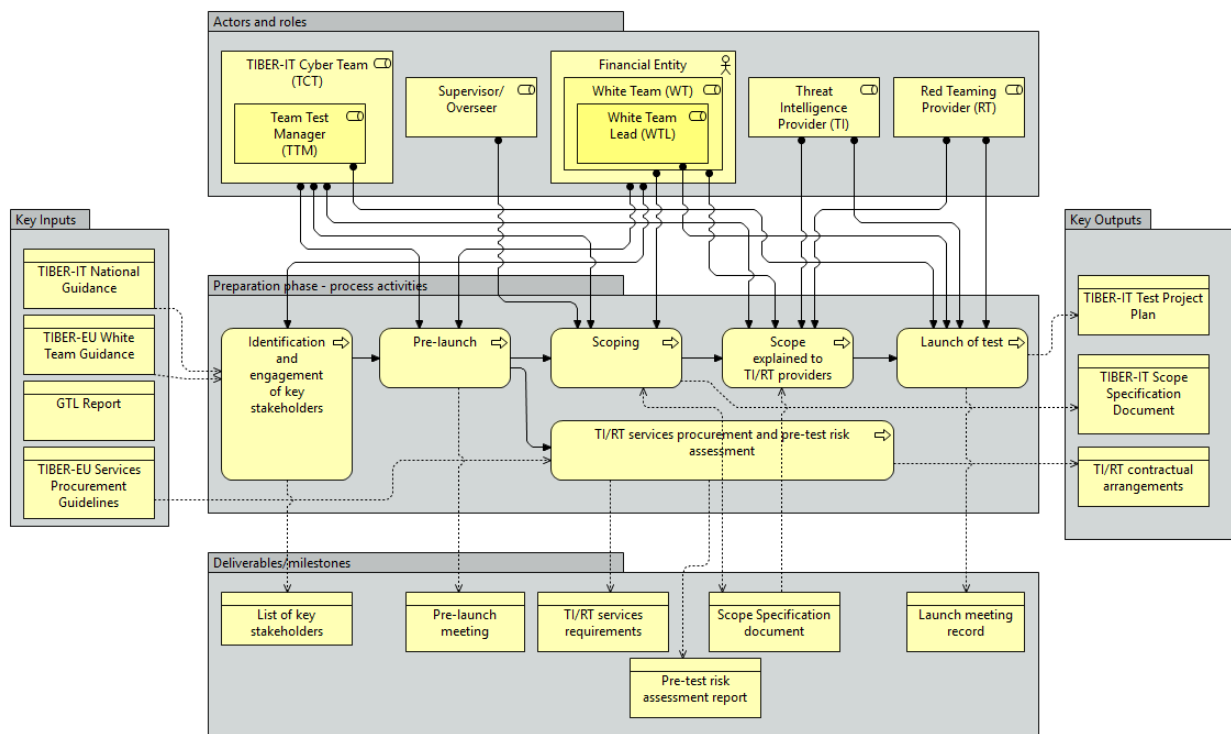 Actors and roles
TIBER-IT Cyber Team
(TCT)
Team Test
Manager
(TTM)
Supervisor/
Overseer
Financial Entity
White Team (WT)
White Team
Lead (WTL)
Threat
Intelligence
Provider (TI)
Red Teaming
Provider (RT)
Key Inputs
TIBER-IT National
Guidance
TIBER-EU White
Team Guidance
GTL Report
TIBER-EU Services
Procurement
Guidelines
Preparation phase - process activities
Identification
and
engagement
of key
stakeholders
Pre-launch
Scoping
Scope
explained to
TI/RT providers
Launch of test
TI/RT services procurement and pre-test risk
assessment
Key Outputs
TIBER-IT Test Project
Plan
TIBER-IT Scope
Specification
Document
TI/RT contractual
arrangements
Deliverables/milestones
List of key
stakeholders
Pre-launch
meeting
TI/RT services
requirements
Scope Specification
document
Launch meeting
record
Pre-test risk
assessment report